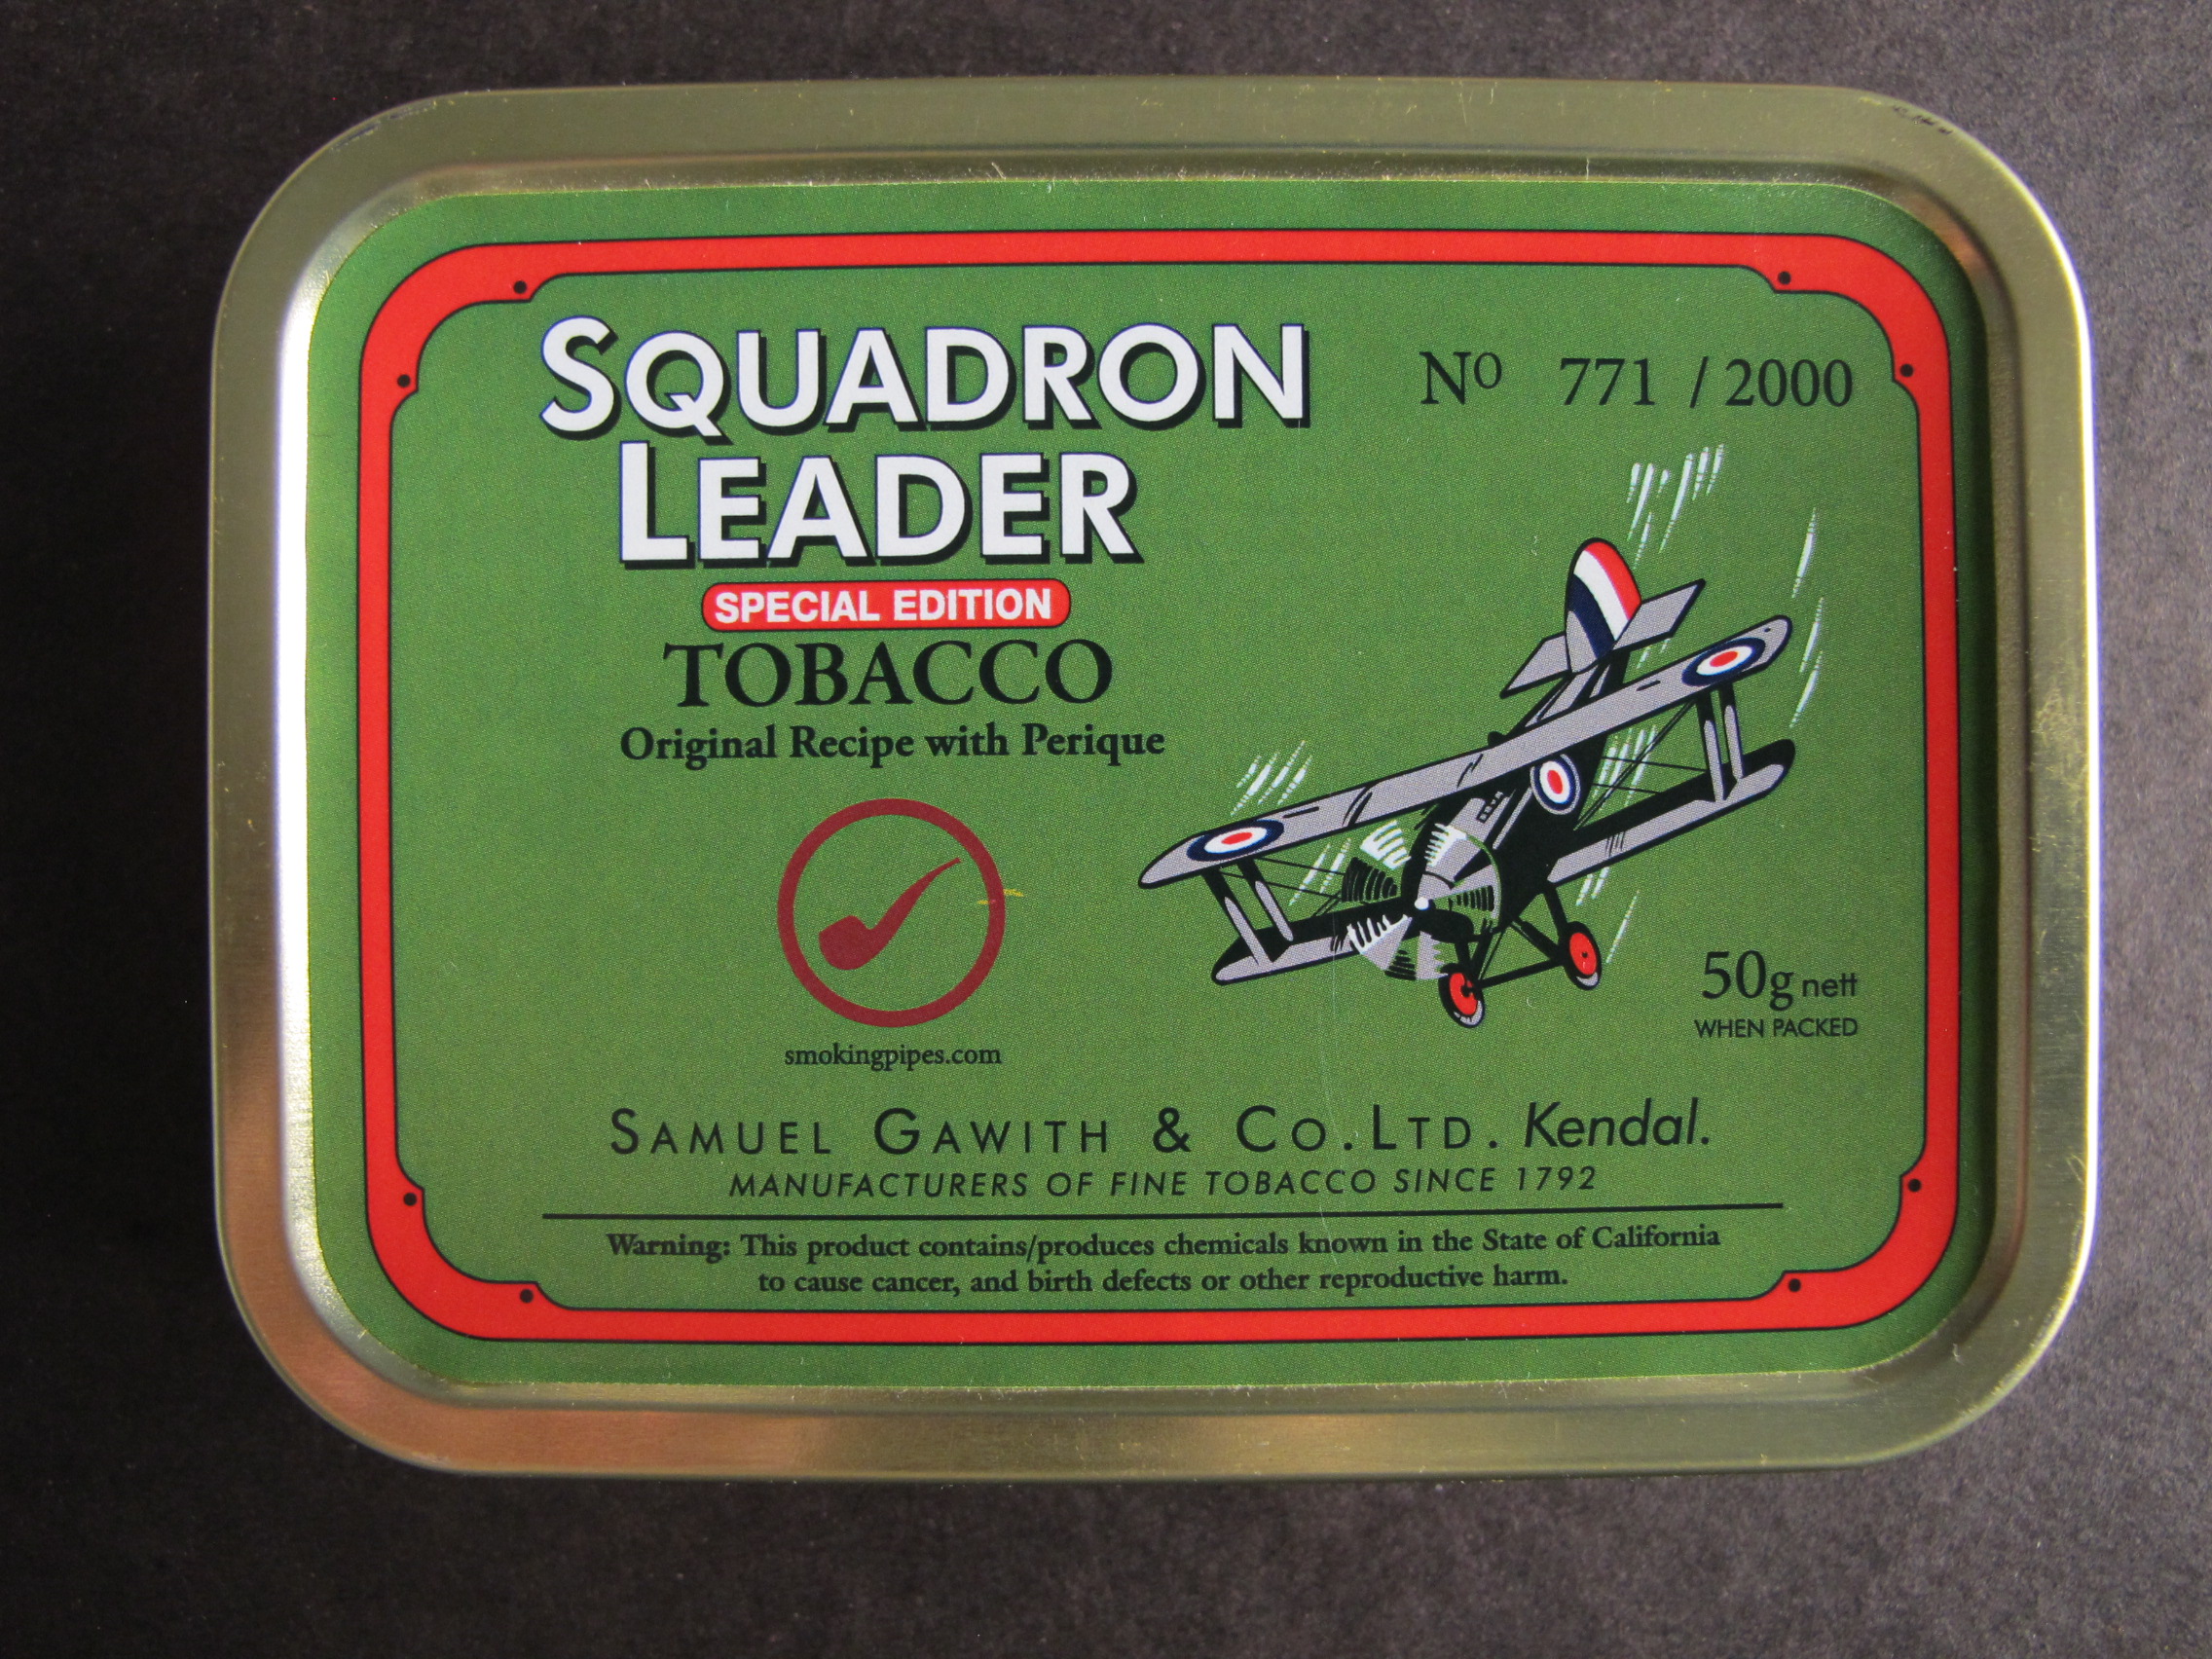 SQUADRON
LEADER
Nº 771 / 2000
SPECIAL EDITION
TOBACCO
Original Recipe with Perique
smokingpipes.com
50g nett
WHEN PACKED
SAMUEL GAWITH & CO. LTD. Kendal.
MANUFACTURERS OF FINE TOBACCO SINCE 1792
Warning: This product contains/produces chemicals known in the State of California
to cause cancer, and birth defects or other reproductive harm.